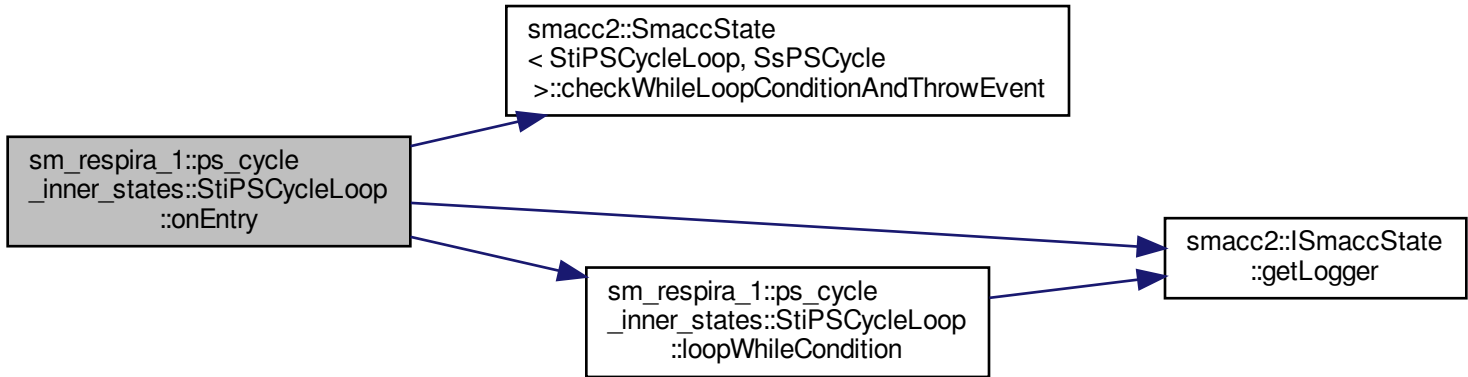 smacc2::SmaccState
< StiPSCycleLoop, SsPSCycle
>::checkWhileLoopConditionAndThrowEvent
sm_respira_1::ps_cycle
_inner_states::StiPSCycleLoop
::onEntry
smacc2::ISmaccState
::getLogger
sm_respira_1::ps_cycle
_inner_states::StiPSCycleLoop
::loopWhileCondition